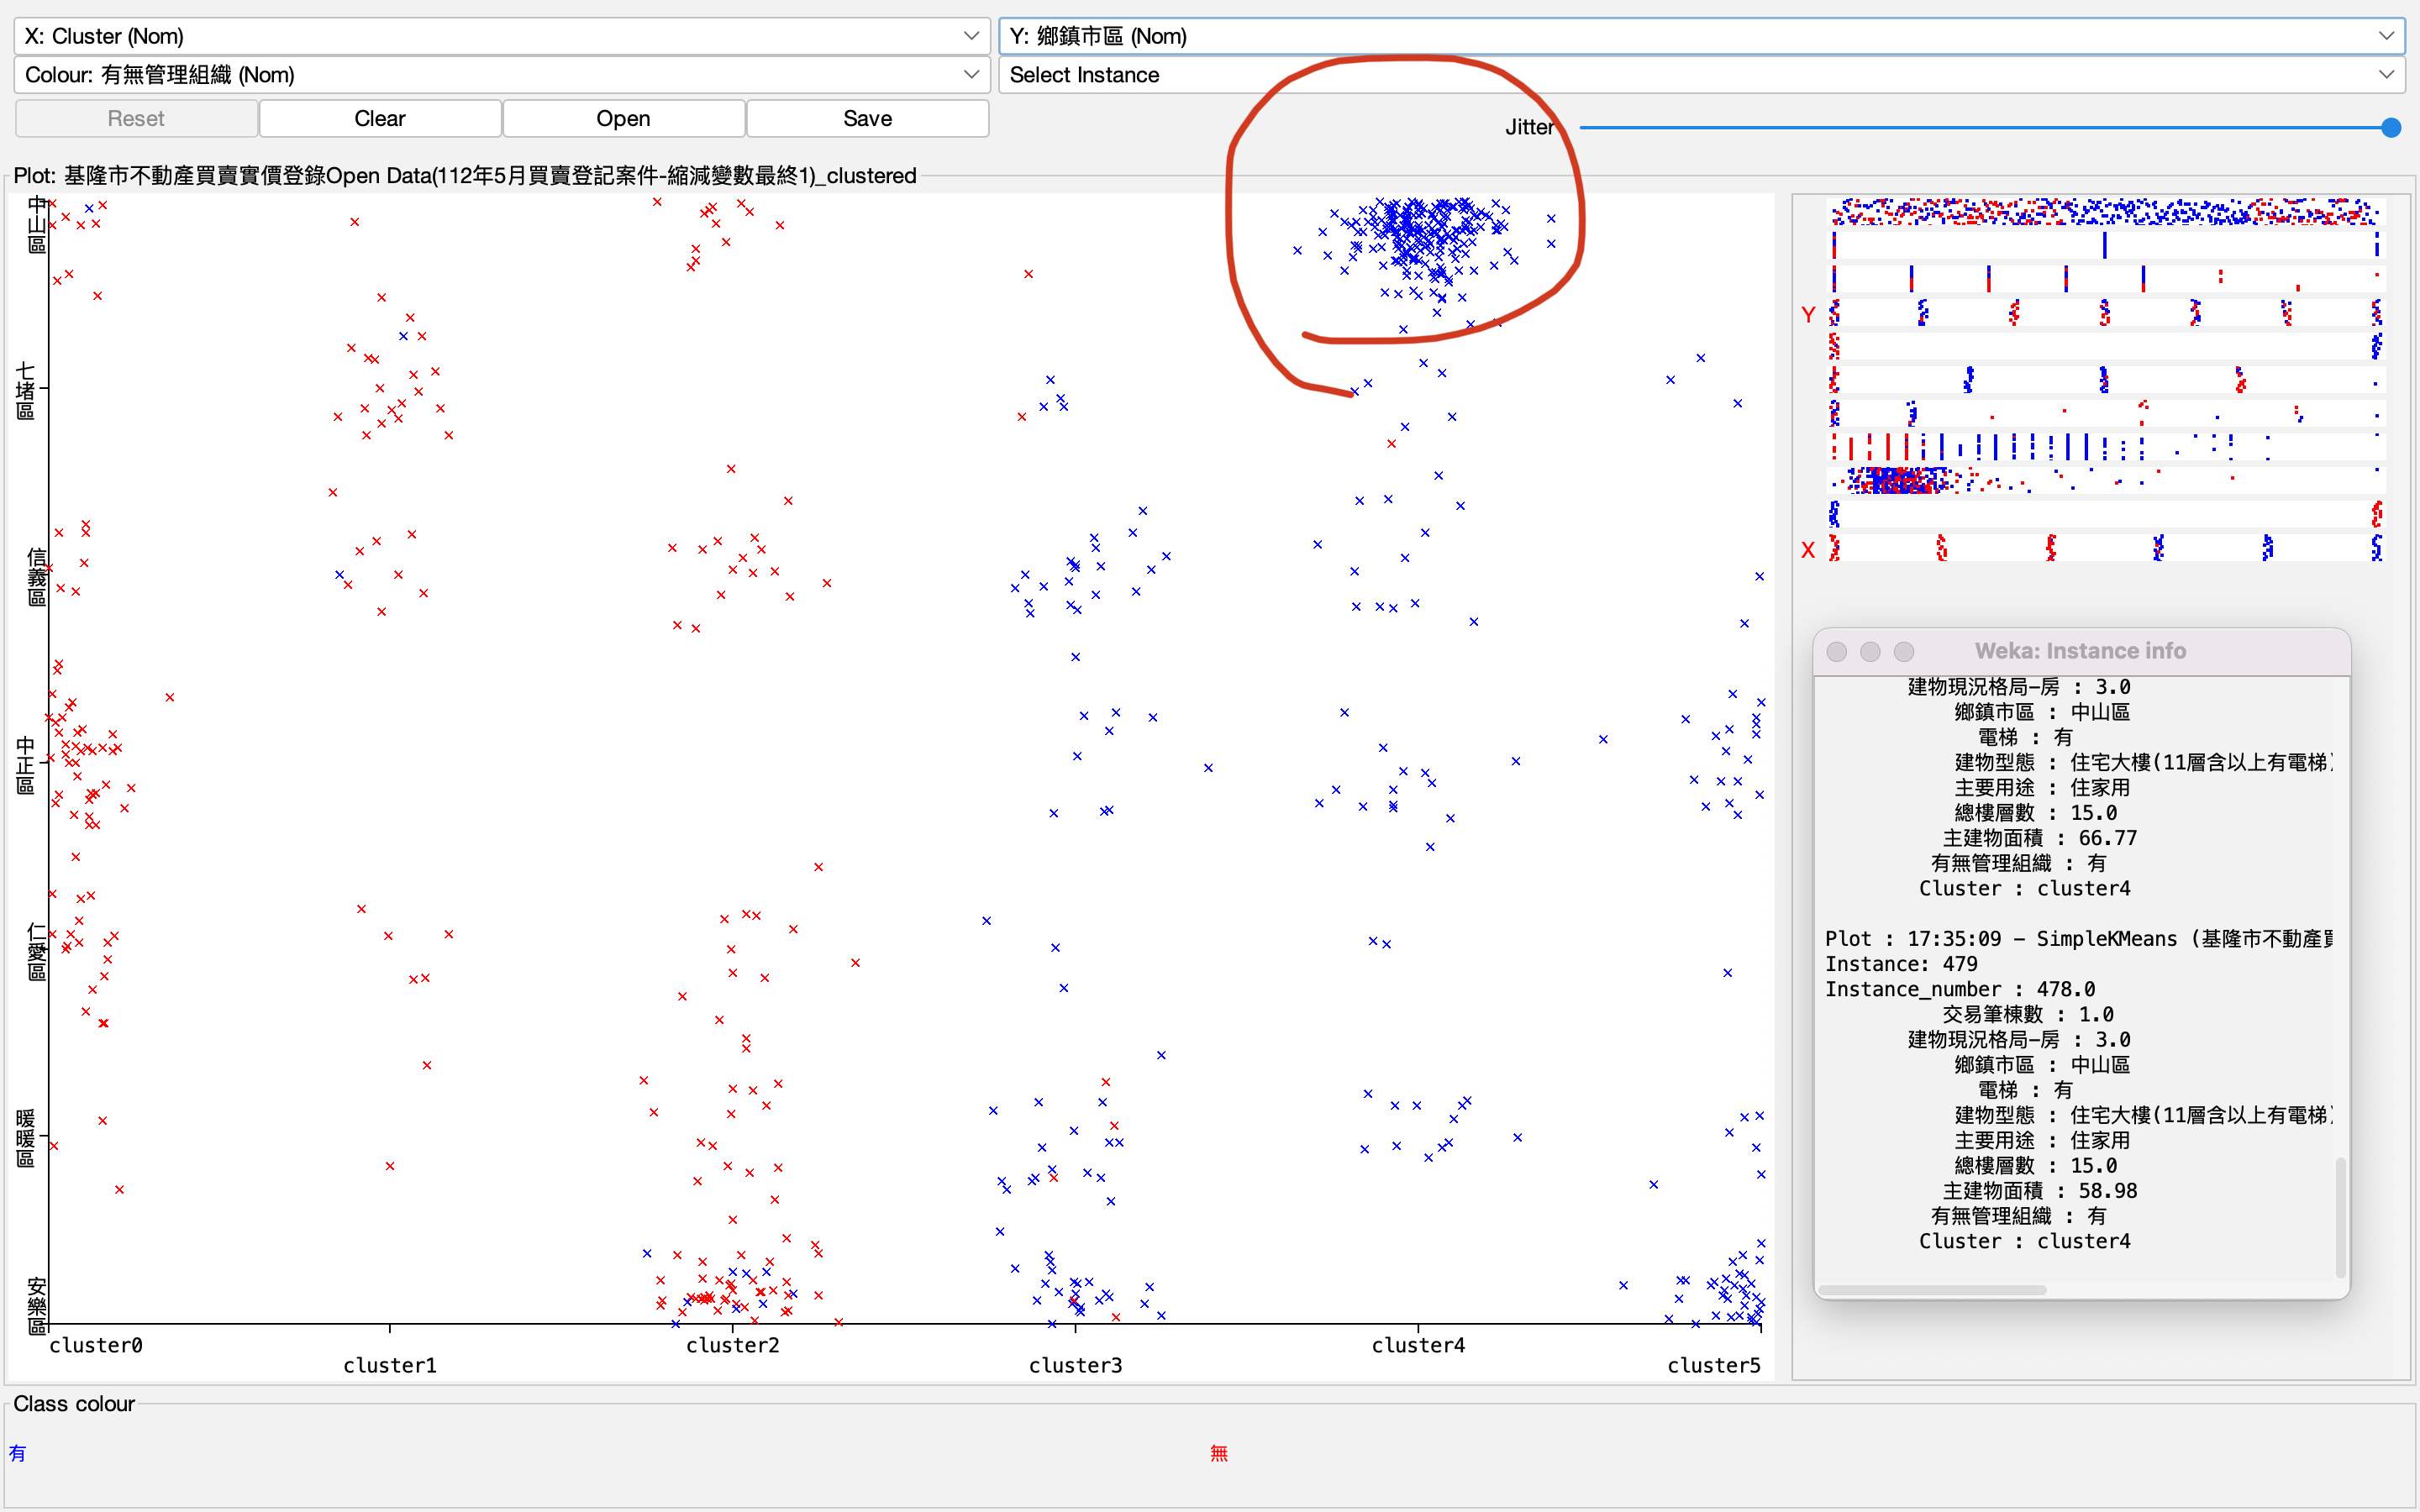 X: Cluster (Nom)
Y: 鄉鎮市區 (Nom)
Colour: 有無管理組織 (Nom)
Select Instance
Reset
Clear
Open
Save
Jitter
Plot: 基隆市不動產買賣實價登錄Open Data(112年5月買賣登記案件-縮減變數最終1)_clustered
中山區
七堵區
信義區
中正區
仁愛區
暖暖區
安樂區
cluster0
cluster1
cluster2
cluster3
cluster4
cluster5
Y
X
Weka: Instance info
建物現況格局-房 : 3.0
鄉鎮市區 : 中山區
電梯 : 有
建物型態 : 住宅大樓(11層含以上有電梯)
主要用途 : 住家用
總樓層數 : 15.0
主建物面積 : 66.77
有無管理組織 : 有
Cluster : cluster4
Plot : 17:35:09 - SimpleKMeans (基隆市不動產買
Instance: 479
Instance_number : 478.0
交易筆棟數 : 1.0
建物現況格局-房 : 3.0
鄉鎮市區 : 中山區
電梯 : 有
建物型態 : 住宅大樓(11層含以上有電梯)
主要用途 : 住家用
總樓層數 : 15.0
主建物面積 : 58.98
有無管理組織 : 有
Cluster : cluster4
Class colour
有
無